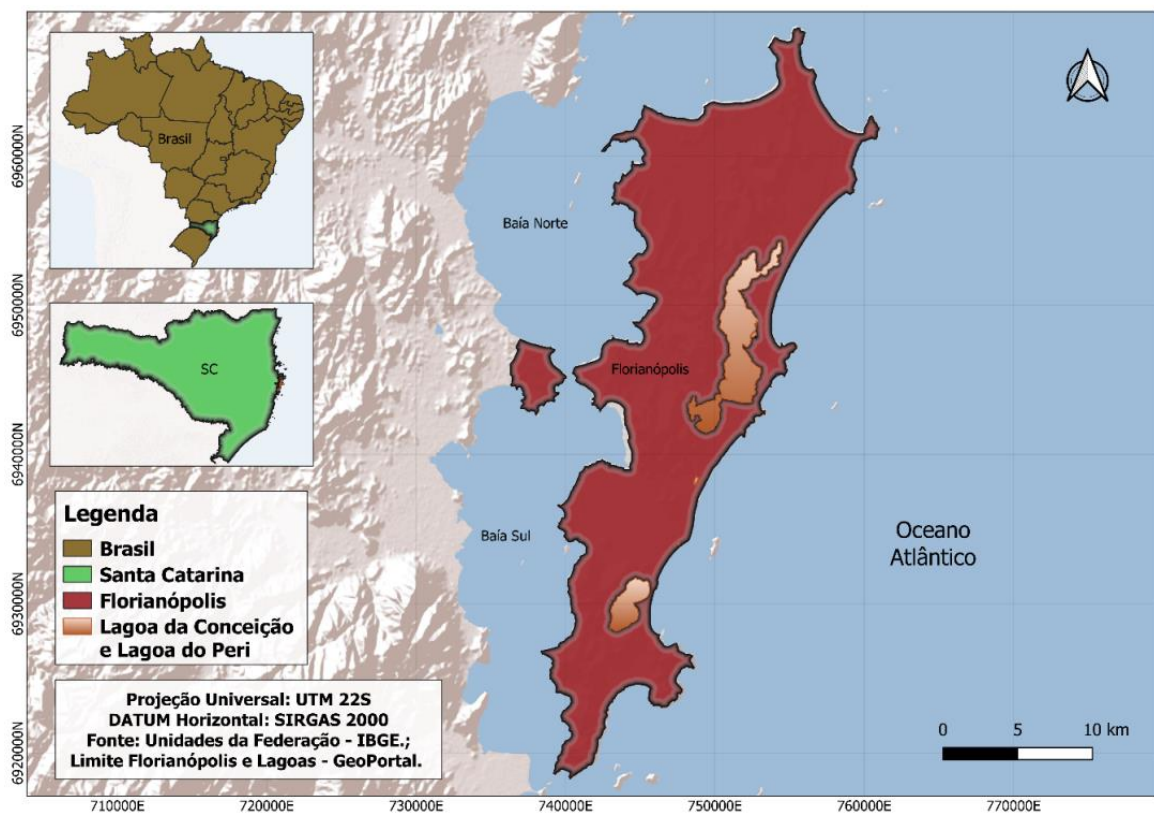 Brasil
SC
Legenda
Brasil
Santa Catarina
Florianópolis
Lagoa da Conceição
e Lagoa do Peri
Projeção Universal: UTM 22S
DATUM Horizontal: SIRGAS 2000
Fonte: Unidades da Federação - IBGE.;
Limite Florianópolis e Lagoas - GeoPortal.
Baía Norte
Florianópolis
Baía Sul
Oceano
Atlântico
0 5 10 km
6960000N
6950000N
6940000N
6930000N
6920000N
710000E 720000E 730000E 740000E 750000E 760000E 770000E